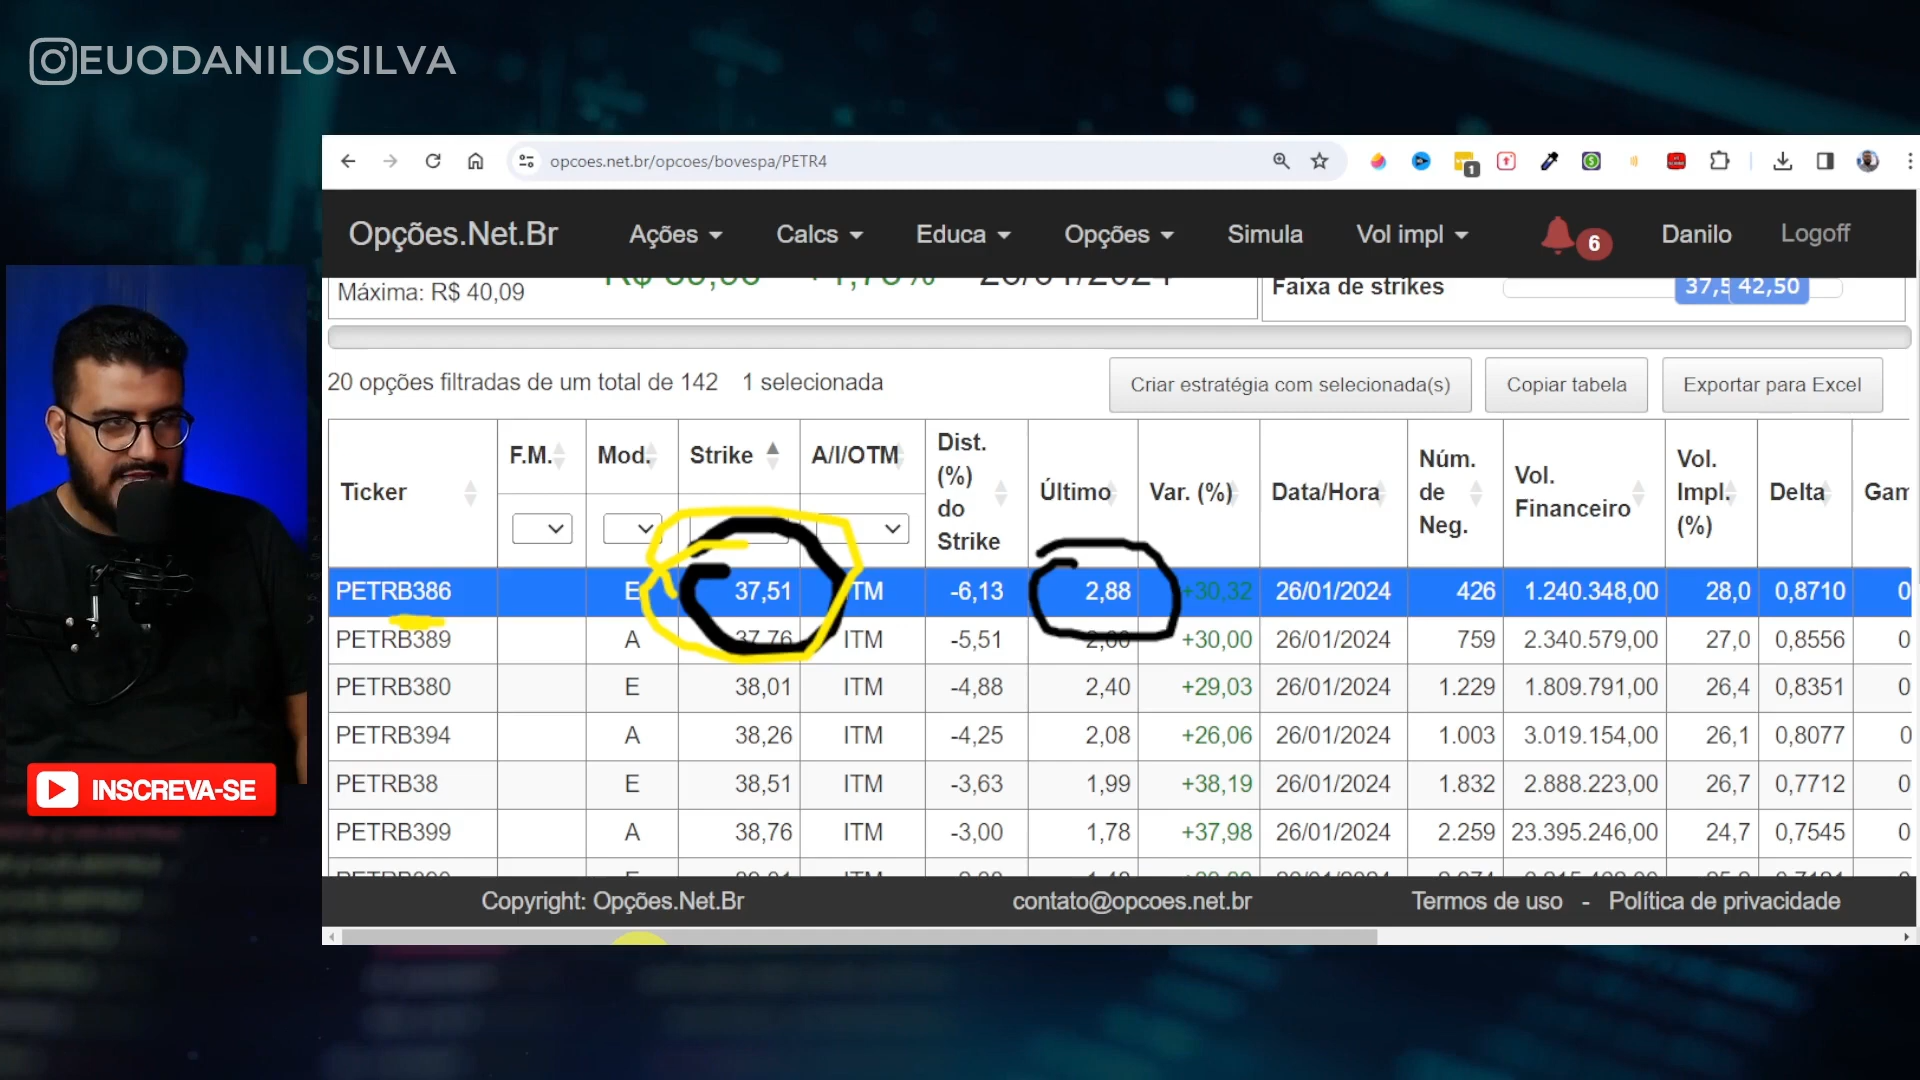 EUODANILOSILVA
opcoes.net.br/opcoes/bovespa/PETR4
1
Opções.Net.Br Ações Calcs Educa Opções Simula Vol impl 6 Danilo Logoff
Máxima: R$ 40,09
Faixa de strikes 42,50
20 opções filtradas de um total de 142 1 selecionada
Criar estratégia com selecionada(s) Copiar tabela Exportar para Excel
Ticker F.M. Mod. Strike A/I/OTM Dist. (%) do Strike Último Var. (%) Data/Hora Núm. de Neg. Vol. Financeiro Vol. Impl. (%) Delta
PETRB386 E 37,51 2,88 +30,32 26/01/2024 426 1.240.348,00 28,0 0,8710 0
-6,13
PETRB389 A 37,76 ITM -5,51 +30,00 26/01/2024 759 2.340.579,00 27,0 0,8556 0
PETRB380 E 38,01 ITM -4,88 2,40 +29,03 26/01/2024 1.229 1.809.791,00 26,4 0,8351 0
PETRB394 A 38,26 ITM -4,25 2,08 +26,06 26/01/2024 1.003 3.019.154,00 26,1 0,8077 0
PETRB38 E 38,51 ITM -3,63 1,99 +38,19 26/01/2024 1.832 2.888.223,00 26,7 0,7712 0
PETRB399 A 38,76 ITM -3,00 1,78 +37,98 26/01/2024 2.259 23.395.246,00 24,7 0,7545 0
Copyright: Opções.Net.Br contato@opcoes.net.br Termos de uso - Política de privacidade
INSCREVA-SE